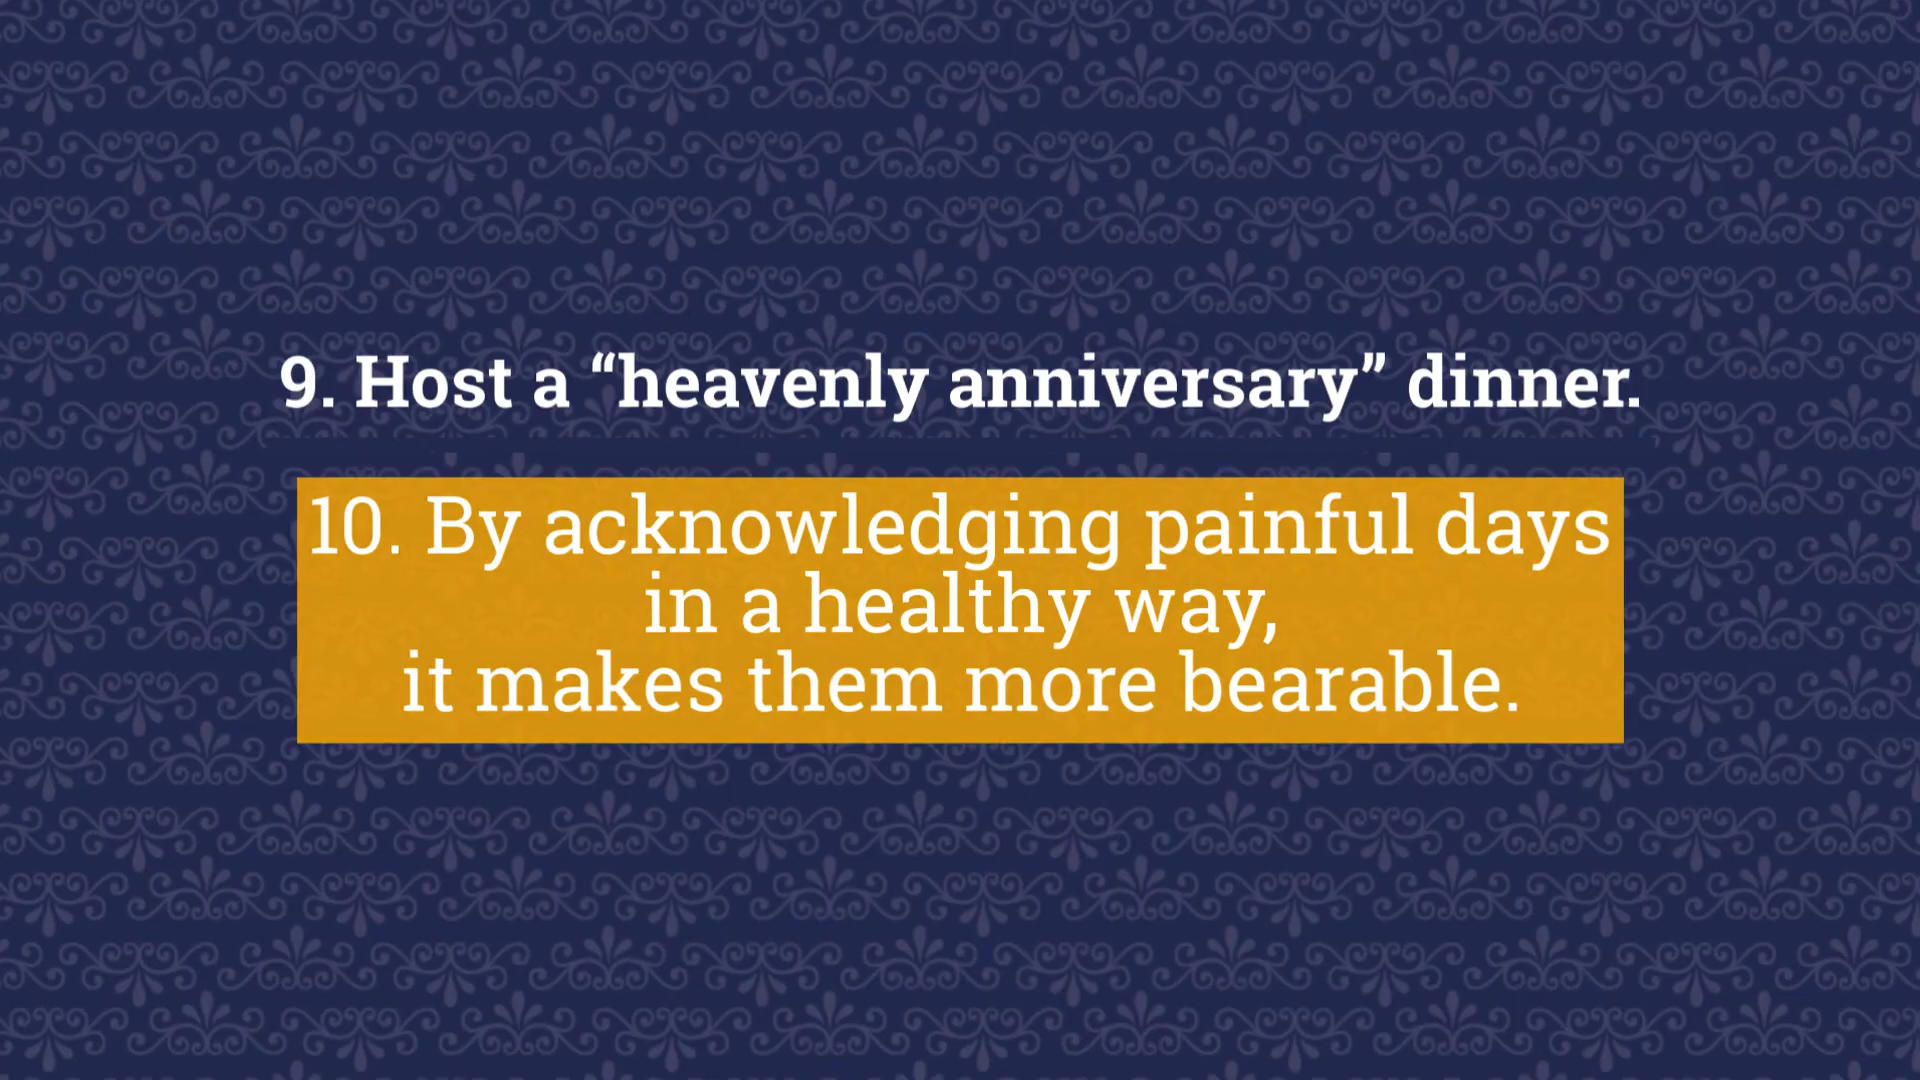 9. Host a “heavenly anniversary” dinner.
10. By acknowledging painful days
in a healthy way,
it makes them more bearable.